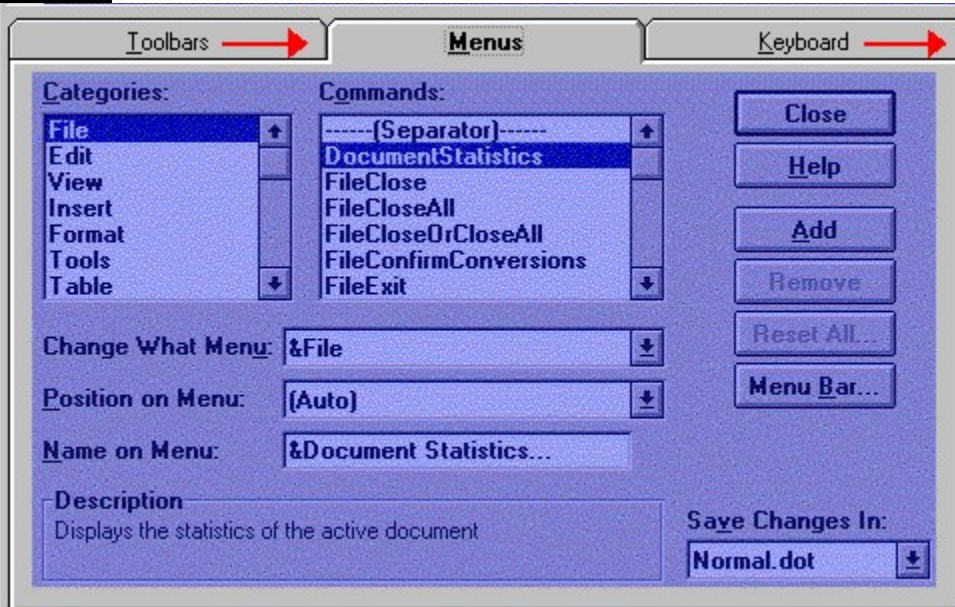 Toolbars
Menus
Keyboard
Categories:
File
Edit
View
Insert
Format
Tools
Table
Commands:
------(Separator)------
DocumentStatistics
FileClose
FileCloseAll
FileCloseOrCloseAll
FileConfirmConversions
FileExit
Close
Help
Add
Remove
Reset All...
Menu Bar...
Change What Menu: &File
Position on Menu: (Auto)
Name on Menu: &Document Statistics...
Description
Displays the statistics of the active document
Save Changes In:
Normal.dot